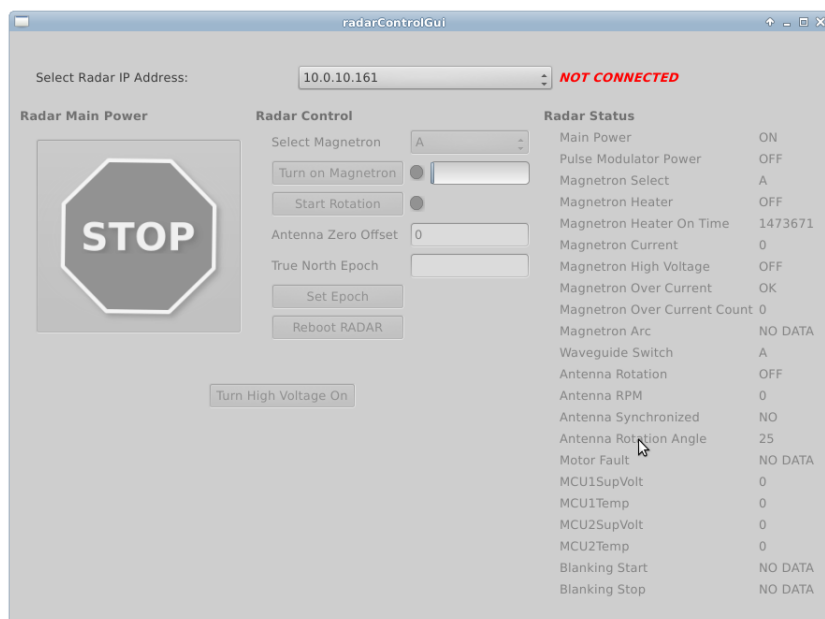 radarControlGui
Select Radar IP Address: 10.0.10.161 NOT CONNECTED
Radar Main Power
STOP
Radar Control
Select Magnetron A
Turn on Magnetron
Start Rotation
Antenna Zero Offset 0
True North Epoch
Set Epoch
Reboot RADAR
Turn High Voltage On
Radar Status
Main Power ON
Pulse Modulator Power OFF
Magnetron Select A
Magnetron Heater OFF
Magnetron Heater On Time 1473671
Magnetron Current 0
Magnetron High Voltage OFF
Magnetron Over Current OK
Magnetron Over Current Count 0
Magnetron Arc NO DATA
Waveguide Switch A
Antenna Rotation OFF
Antenna RPM 0
Antenna Synchronized NO
Antenna Rotation Angle 25
Motor Fault NO DATA
MCU1SupVolt 0
MCU1Temp 0
MCU2SupVolt 0
MCU2Temp 0
Blanking Start NO DATA
Blanking Stop NO DATA